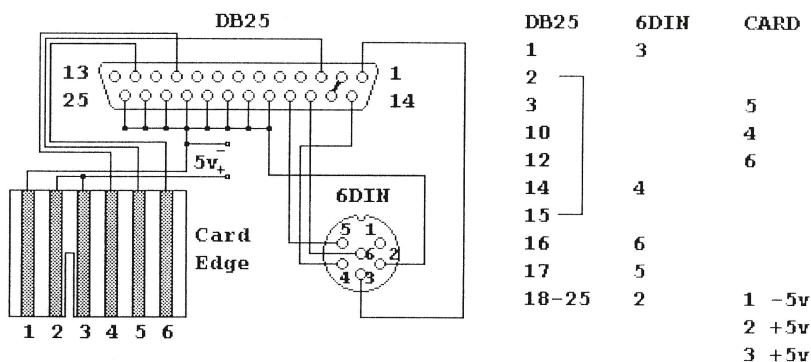 DB25
13 1
25 14
5v - +
6DIN
5 1
6 2
4 3
Card
Edge
1 2 3 4 5 6
DB25 6DIN CARD
1 3
2
3 5
10 4
12 6
14 4
15
16 6
17 5
18-25 2 1 -5v
2 +5v
3 +5v